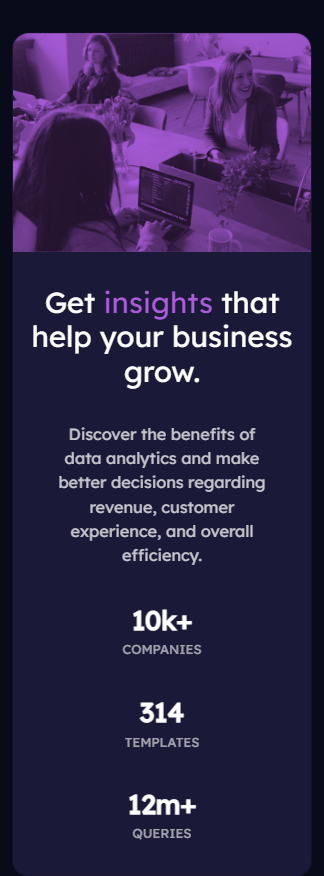 Get insights that
help your business
grow.
Discover the benefits of
data analytics and make
better decisions regarding
revenue, customer
experience, and overall
efficiency.
10k+
COMPANIES
314
TEMPLATES
12m+
QUERIES